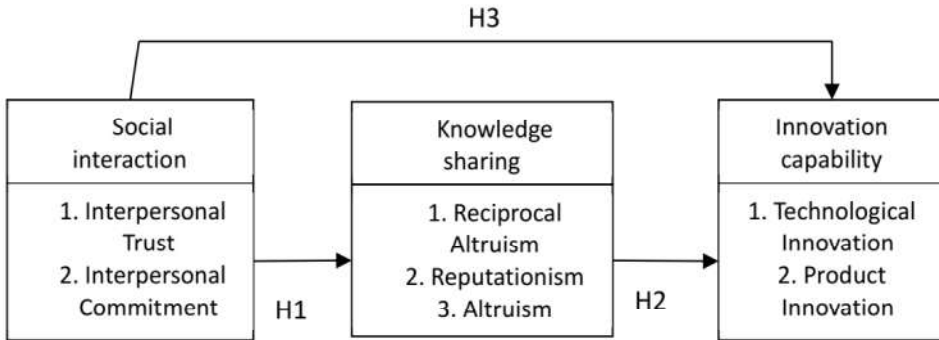 H3
Social
interaction
1. Interpersonal
Trust
2. Interpersonal
Commitment
H1
Knowledge
sharing
1. Reciprocal
Altruism
2. Reputationism
3. Altruism
H2
Innovation
capability
1. Technological
Innovation
2. Product
Innovation